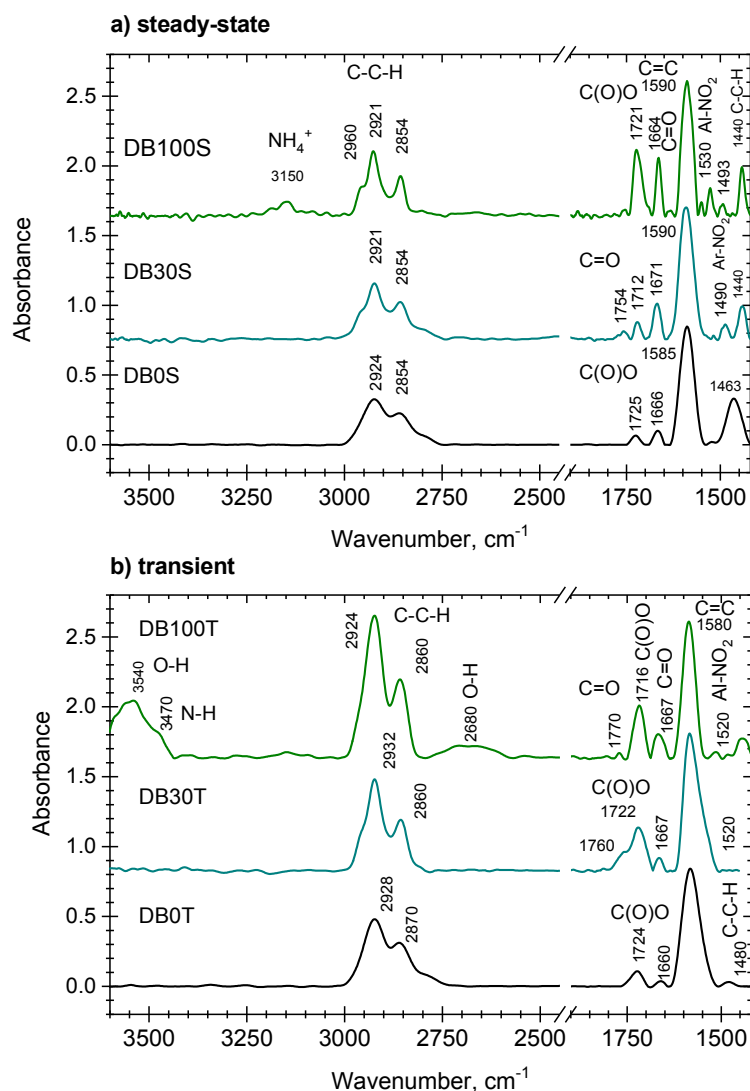 a) steady-state
C-C-H
C=C
C(O)O
1590
Al-NO2
C-C-H
2.5
2960
2921
2854
1721
1664
C=O
1530
1493
1440
DB100S
NH4+
3150
2.0
1.5
1590
Ar-NO2
DB30S
2921
2854
C=O
1754
1712
1671
1490
1440
1.0
1585
DB0S
2924
2854
C(O)O
1725
1666
1463
0.5
0.0
Absorbance
3500 3250 3000 2750 2500 1750 1500
Wavenumber, cm-1
b) transient
C-C-H
C=C
1580
DB100T
2924
2860
1716
C(O)O
C=O
Al-NO2
2.5
O-H
3540
3470
N-H
O-H
2680
C=O
1770
1667
1520
2.0
2932
1.5
DB30T
2860
C(O)O
1722
1760
1667
1520
1.0
DB0T
2928
2870
C(O)O
1724
1660
C-C-H
1480
0.5
0.0
Absorbance
3500 3250 3000 2750 2500 1750 1500
Wavenumber, cm-1